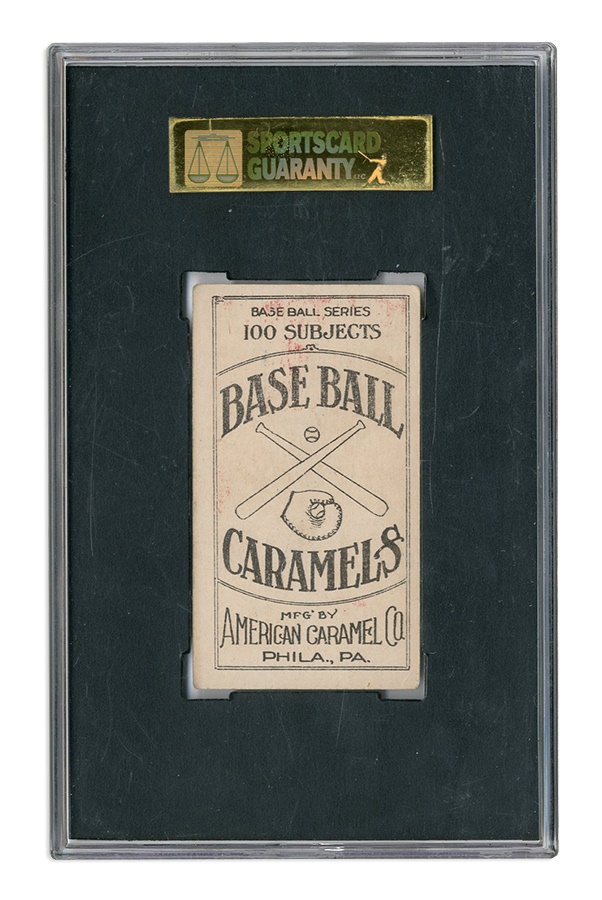 SPORTSCARD
GUARANTY LLC
BASE BALL SERIES
100 SUBJECTS
BASE BALL
CARAMELS
MFG' BY
AMERICAN CARAMEL CO.
PHILA., PA.